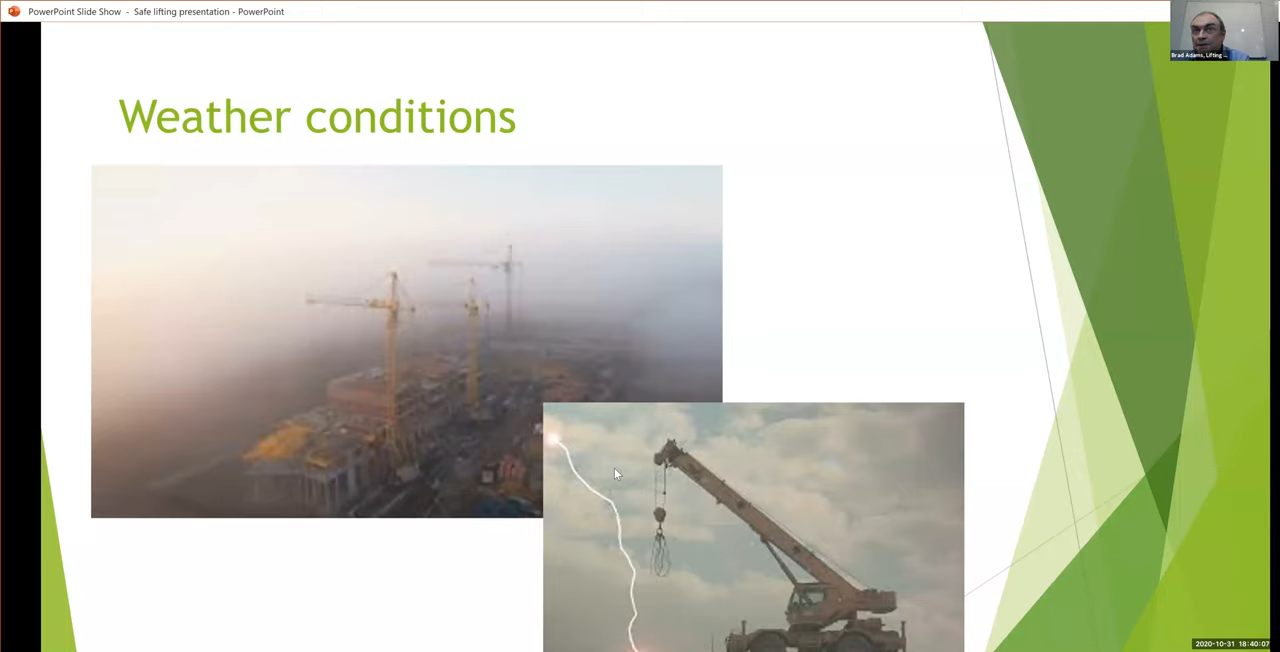 PowerPoint Slide Show - Safe lifting presentation - PowerPoint
Brad Adams, Lifting ...
Weather conditions
2020-10-31 18:40:07